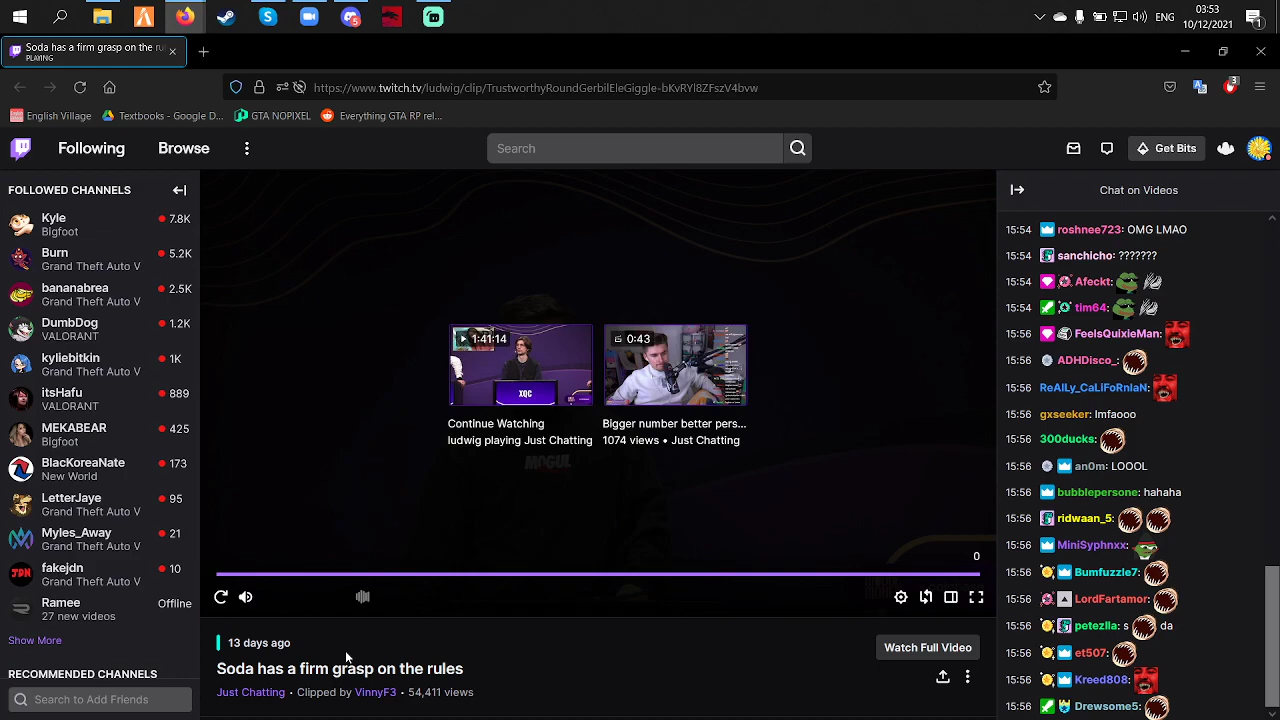 03:53
ENG
10/12/2021
1
5
Soda has a firm grasp on the ru
PLAYING
https://www.twitch.tv/ludwig/clip/TrustworthyRoundGerbilEleGiggle-bKvRYl8ZFszV4bvw
3
English Village
Textbooks - Google D...
GTA NOPIXEL
Everything GTA RP rel...
Following
Browse
Search
Get Bits
FOLLOWED CHANNELS
Kyle
7.8K
Bigfoot
Burn
5.2K
Grand Theft Auto V
bananabrea
2.5K
Grand Theft Auto V
DumbDog
1.2K
VALORANT
kyliebitkin
1K
Grand Theft Auto V
itsHafu
889
VALORANT
MEKABEAR
425
Bigfoot
BlacKoreaNate
173
New World
LetterJaye
95
Grand Theft Auto V
Myles_Away
21
Grand Theft Auto V
fakejdn
10
Grand Theft Auto V
Ramee
Offline
27 new videos
Show More
RECOMMENDED CHANNELS
Search to Add Friends
1:41:14
XQC
Continue Watching
ludwig playing Just Chatting
0:43
Bigger number better pers...
1074 views • Just Chatting
MOGUL
0
13 days ago
Soda has a firm grasp on the rules
Just Chatting • Clipped by VinnyF3 • 54,411 views
Watch Full Video
Chat on Videos
15:54 roshnee723: OMG LMAO
15:54 sanchicho: ???????
15:54 Afeckt:
15:54 tim64:
15:56 FeelsQuixieMan:
15:56 ADHDisco_:
15:56 ReAlLy_CaLiFoRnIaN:
15:56 gxseeker: lmfaooo
15:56 300ducks:
15:56 an0m: LOOOL
15:56 bubblepersone: hahaha
15:56 ridwaan_5:
15:56 MiniSyphnxx:
15:56 Bumfuzzle7:
15:56 LordFartamor:
15:56 petezlla: s da
15:56 et507:
15:56 Kreed808:
15:56 Drewsome5: